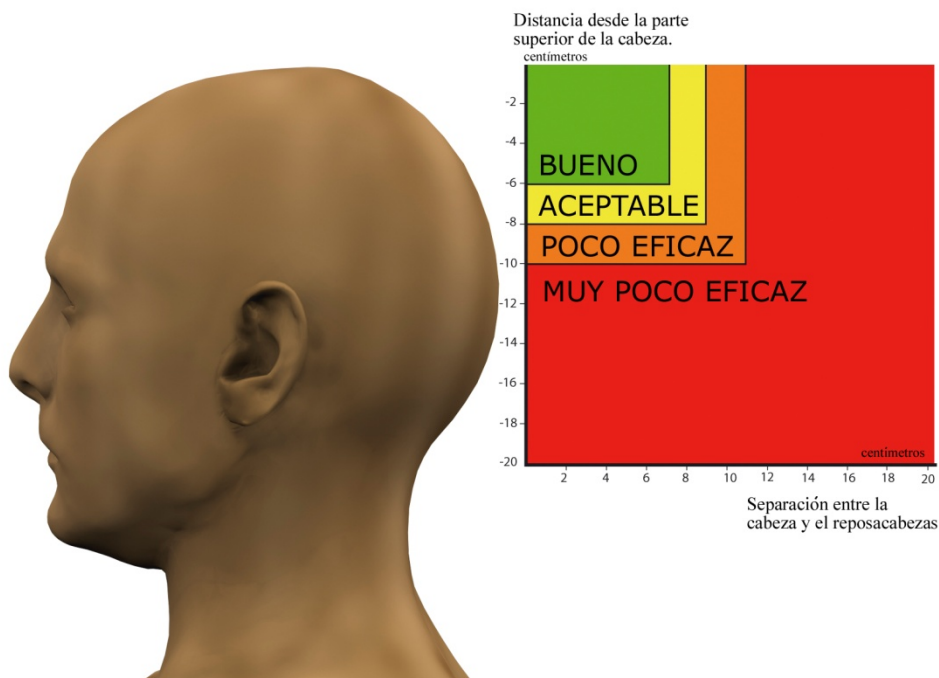 Distancia desde la parte
superior de la cabeza.
centímetros
-2
-4
BUENO
-6
ACEPTABLE
-8
POCO EFICAZ
-10
MUY POCO EFICAZ
-12
-14
-16
-18
centímetros
-20
2 4 6 8 10 12 14 16 18 20
Separación entre la
cabeza y el reposacabezas